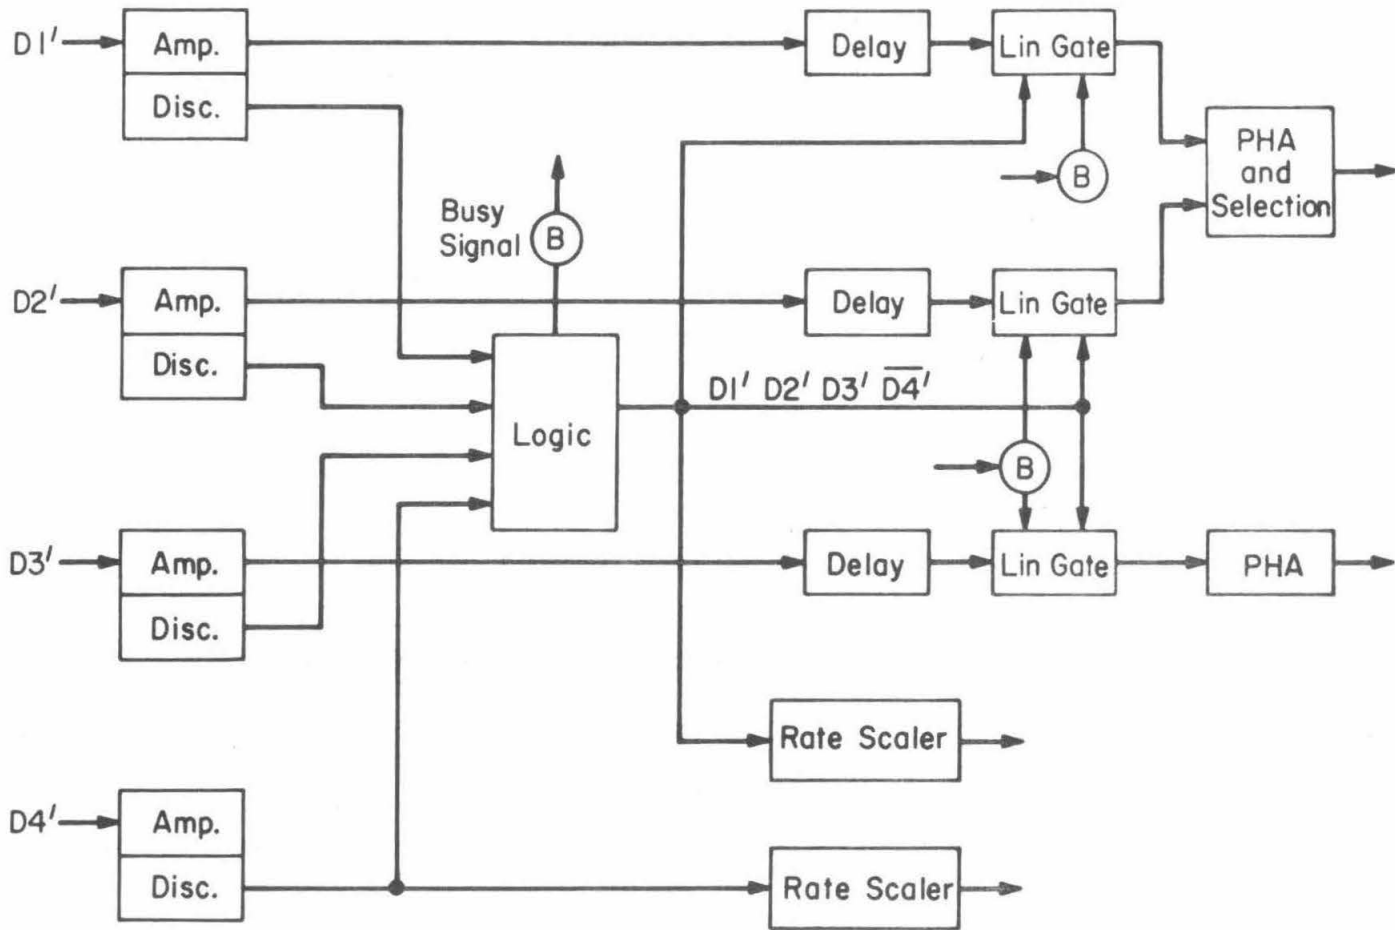 D1′
Amp.
Disc.
Delay
Lin Gate
B
PHA
and
Selection
Busy
Signal
B
D2′
Amp.
Disc.
Delay
Lin Gate
Logic
D1′ D2′ D3′ D̅4̅′
B
D3′
Amp.
Disc.
Delay
Lin Gate
PHA
Rate Scaler
D4′
Amp.
Disc.
Rate Scaler